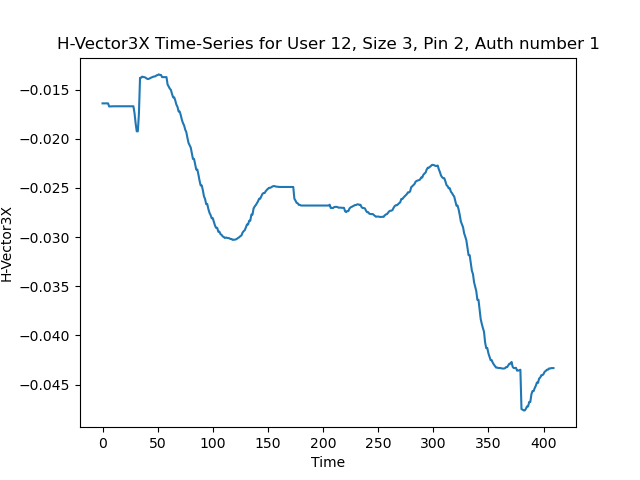 H-Vector3X Time-Series for User 12, Size 3, Pin 2, Auth number 1
H-Vector3X
−0.015
−0.020
−0.025
−0.030
−0.035
−0.040
−0.045
0 50 100 150 200 250 300 350 400
Time